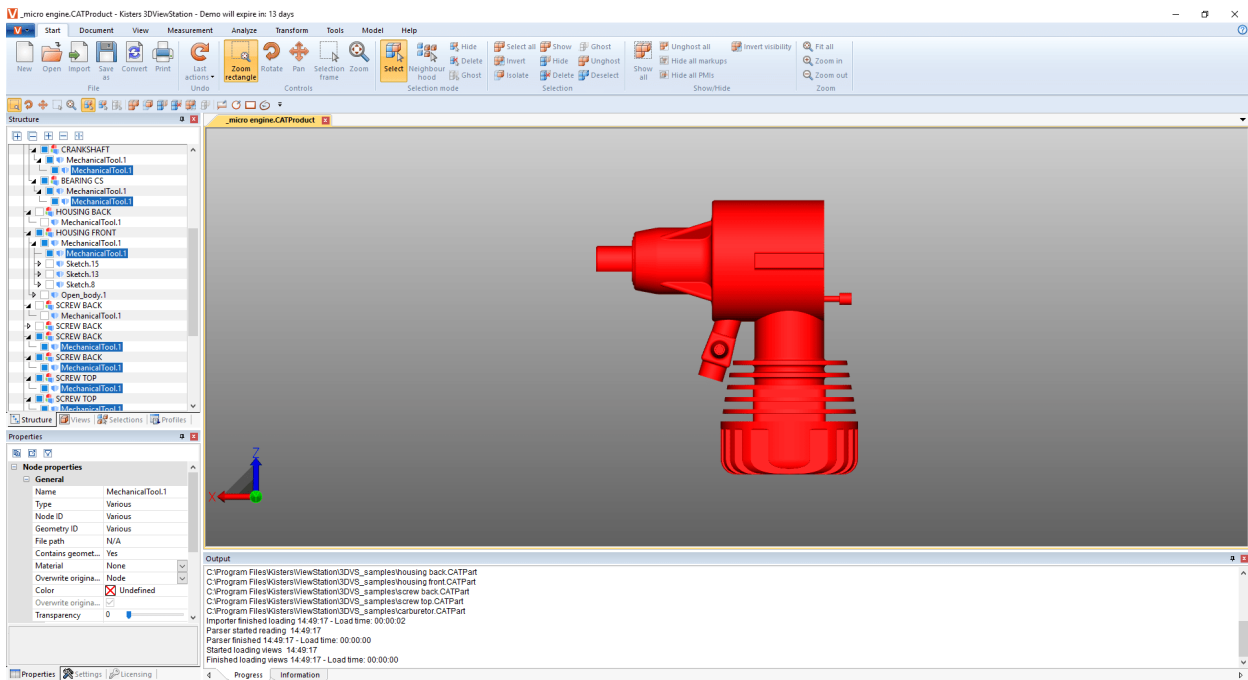 _micro engine.CATProduct - Kisters 3DViewStation - Demo will expire in: 13 days
Start Document View Measurement Analyze Transform Tools Model Help
New Open Import Save as Convert Print
File
Last actions
Undo
Zoom rectangle Rotate Pan Selection frame Zoom
Controls
Select Neighbour hood Hide Delete Ghost
Selection mode
Select all Show Ghost
Invert Hide Unghost
Isolate Delete Deselect
Selection
Show all Unghost all Invert visibility
Hide all markups
Hide all PMIs
Show/Hide
Fit all
Zoom in
Zoom out
Zoom
Structure
_micro engine.CATProduct
CRANKSHAFT
MechanicalTool.1
MechanicalTool.1
BEARING CS
MechanicalTool.1
MechanicalTool.1
HOUSING BACK
MechanicalTool.1
HOUSING FRONT
MechanicalTool.1
MechanicalTool.1
Sketch.15
Sketch.13
Sketch.8
Open_body.1
SCREW BACK
MechanicalTool.1
SCREW BACK
SCREW BACK
MechanicalTool.1
SCREW BACK
MechanicalTool.1
SCREW TOP
MechanicalTool.1
SCREW TOP
MechanicalTool.1
Structure Views Selections Profiles
Properties
Node properties
General
Name MechanicalTool.1
Type Various
Node ID Various
Geometry ID Various
File path N/A
Contains geomet... Yes
Material None
Overwrite origina... Node
Color Undefined
Overwrite origina...
Transparency 0
Properties Settings Licensing
Z
X
Output
C:\Program Files\Kisters\ViewStation\3DVS_samples\housing back.CATPart
C:\Program Files\Kisters\ViewStation\3DVS_samples\housing front.CATPart
C:\Program Files\Kisters\ViewStation\3DVS_samples\screw back.CATPart
C:\Program Files\Kisters\ViewStation\3DVS_samples\screw top.CATPart
C:\Program Files\Kisters\ViewStation\3DVS_samples\carburetor.CATPart
Importer finished loading 14:49:17 - Load time: 00:00:02
Parser started reading 14:49:17
Parser finished 14:49:17 - Load time: 00:00:00
Started loading views 14:49:17
Finished loading views 14:49:17 - Load time: 00:00:00
Progress Information